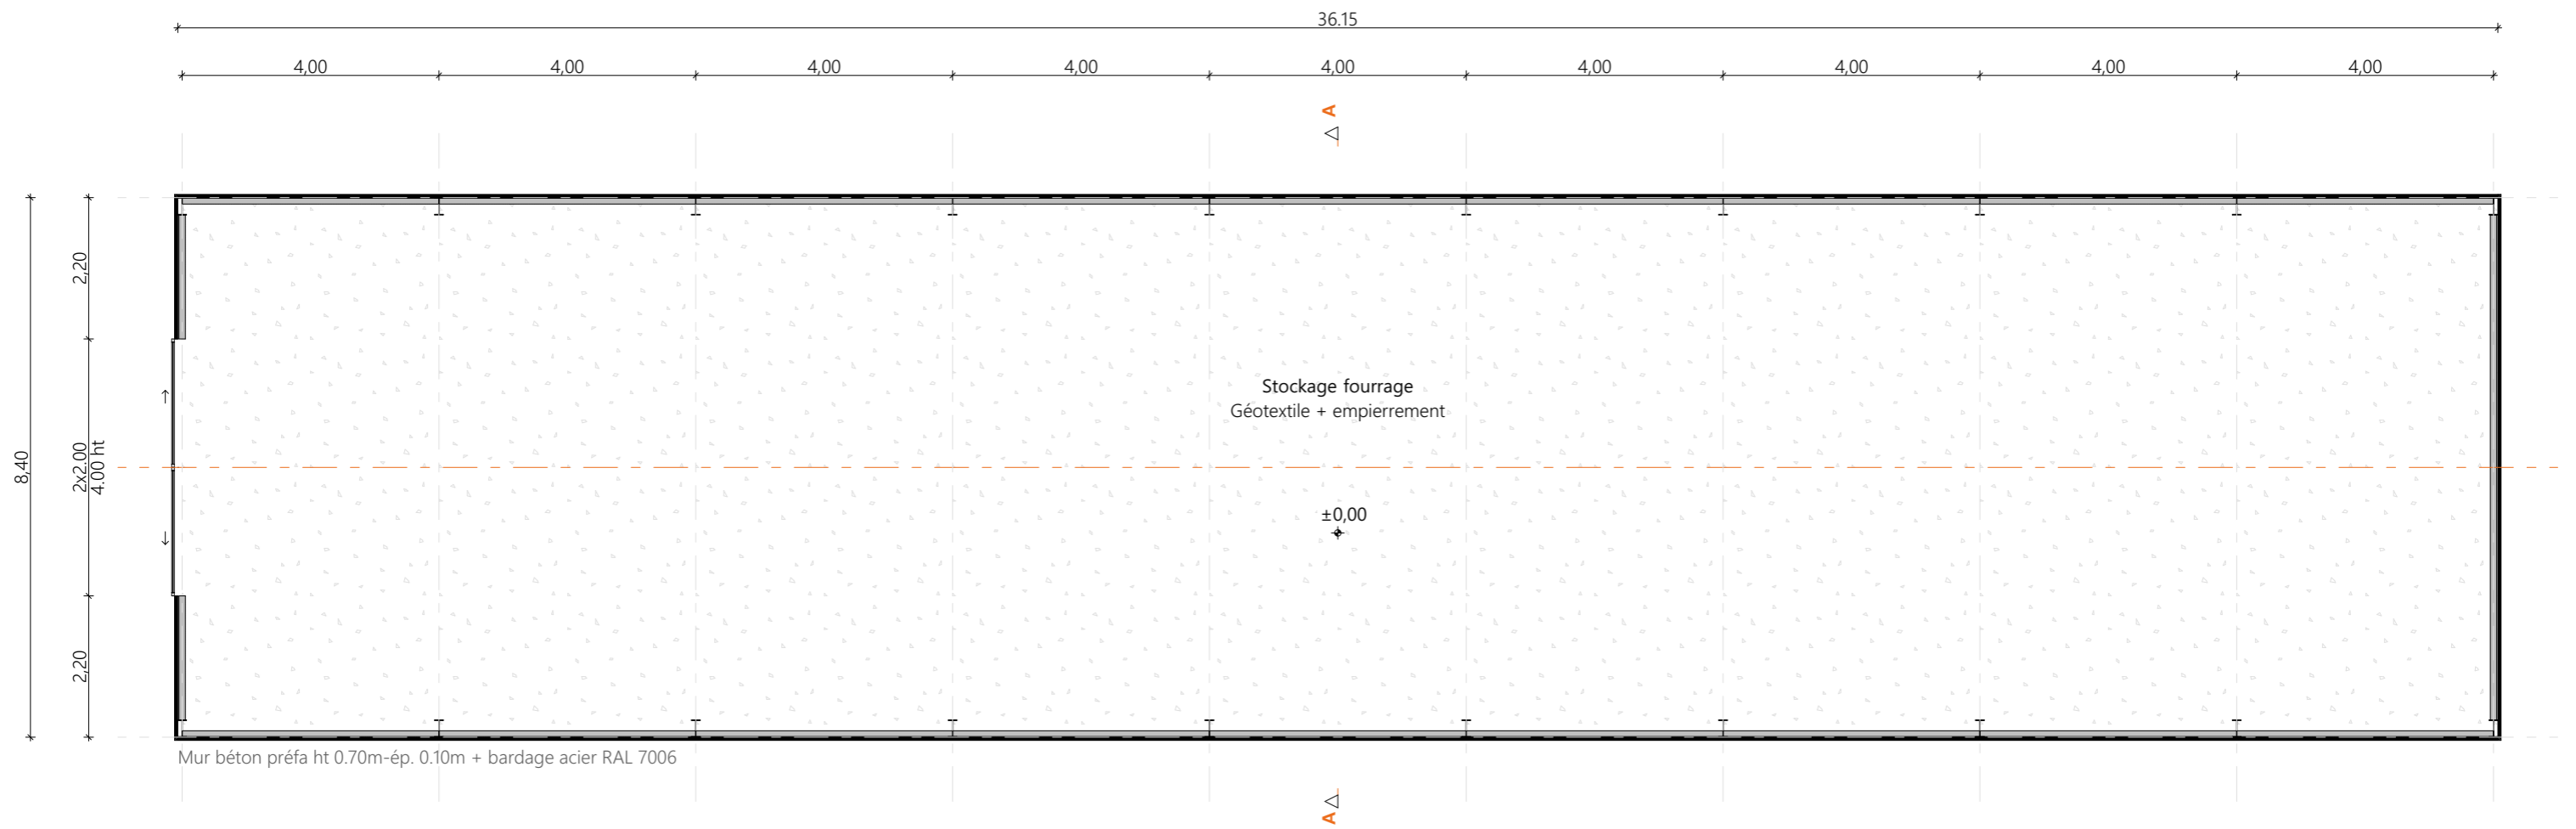 36.15
4,00 4,00 4,00 4,00 4,00 4,00 4,00 4,00 4,00
A
2,20
Stockage fourrage
Géotextile + empierrement
8,40
2x2.00
4.00 ht
±0,00
2,20
Mur béton préfa ht 0.70m-ép. 0.10m + bardage acier RAL 7006
A